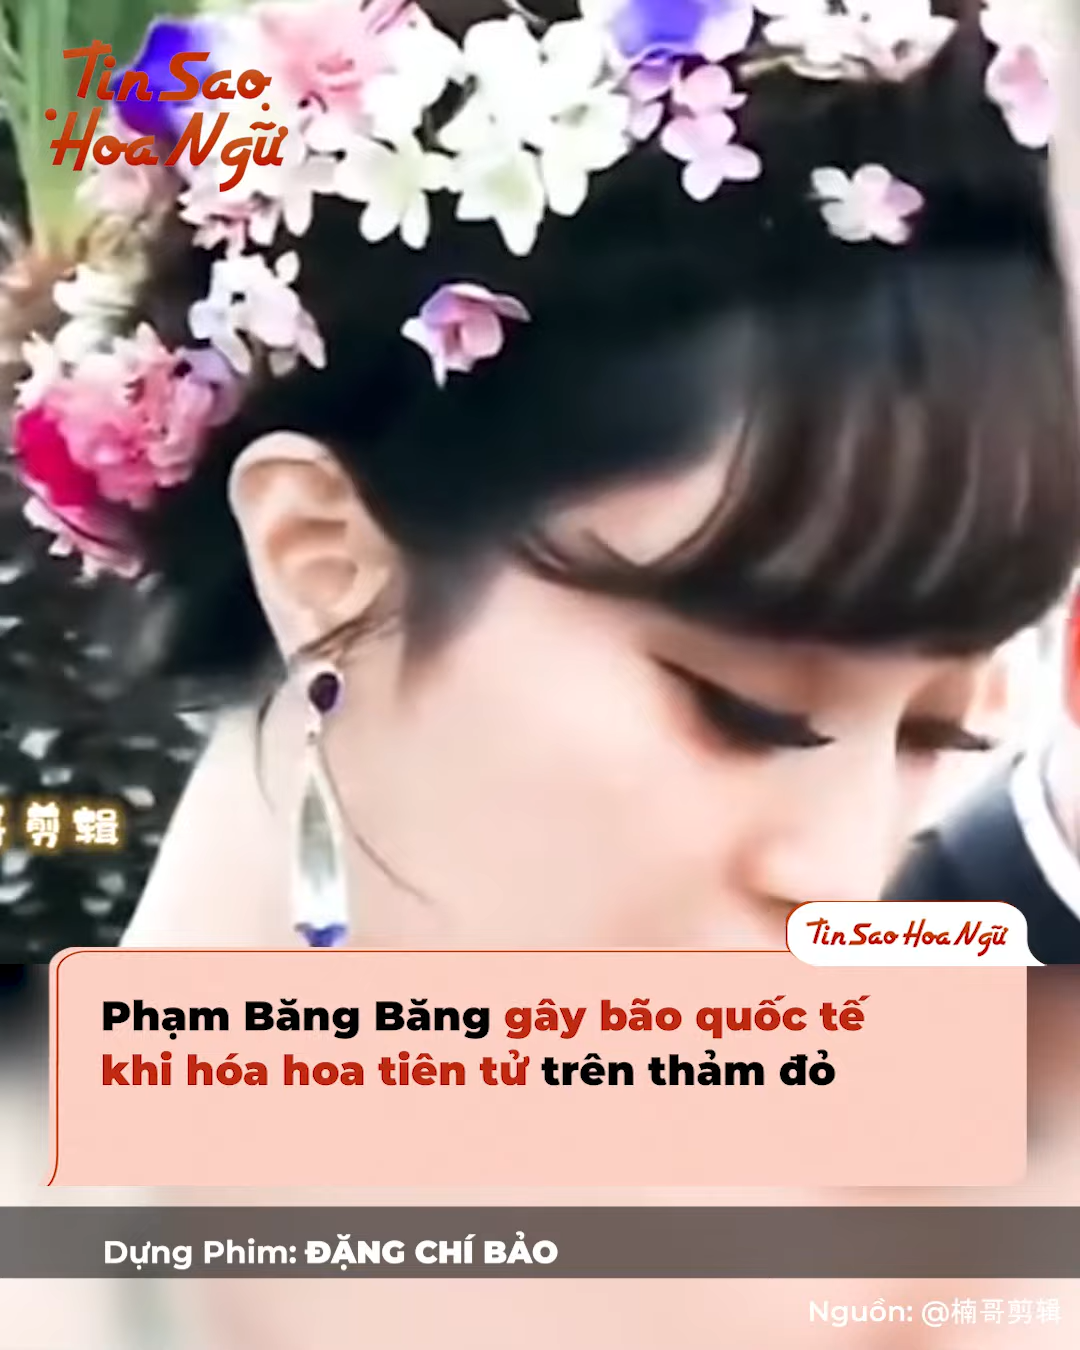 Tin Sao
Hoa Ngữ
剪辑
Tin Sao Hoa Ngữ
Phạm Băng Băng gây bão quốc tế
khi hóa hoa tiên tử trên thảm đỏ
Dựng Phim: ĐẶNG CHÍ BẢO
Nguồn: @楠哥剪辑